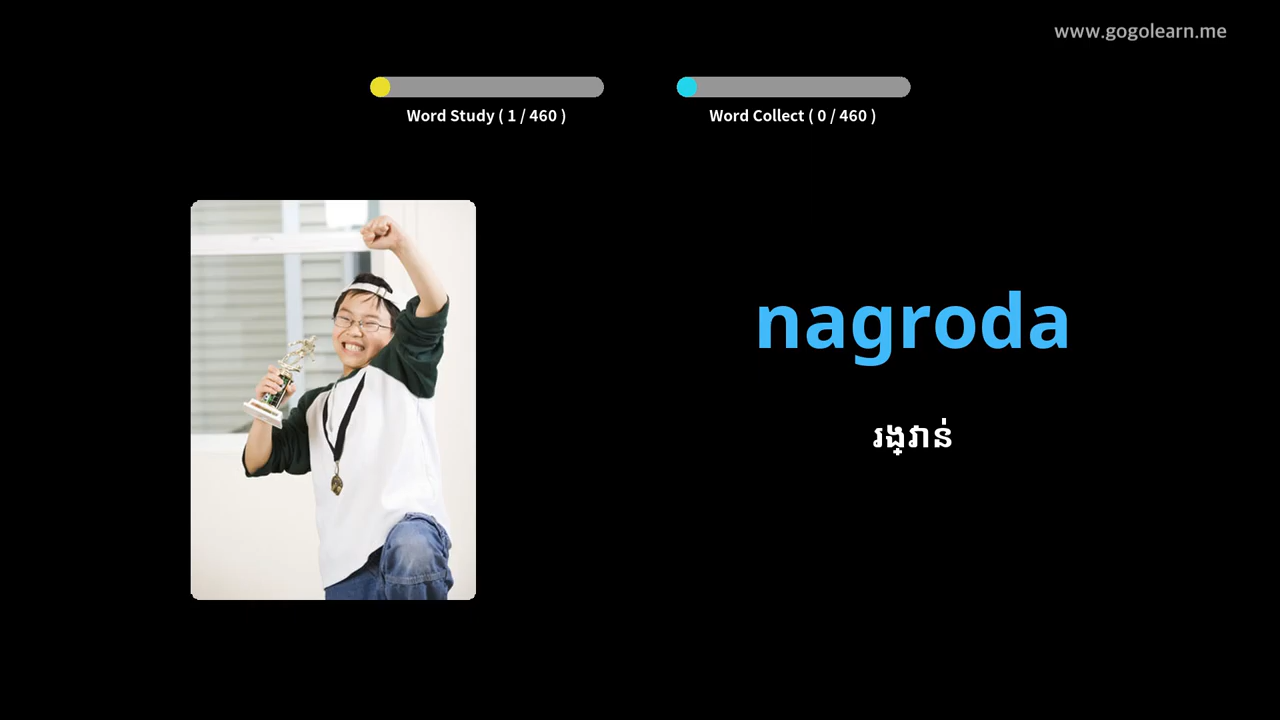 www.gogolearn.me
Word Study ( 1 / 460 )
Word Collect ( 0 / 460 )
nagroda
រង្វាន់